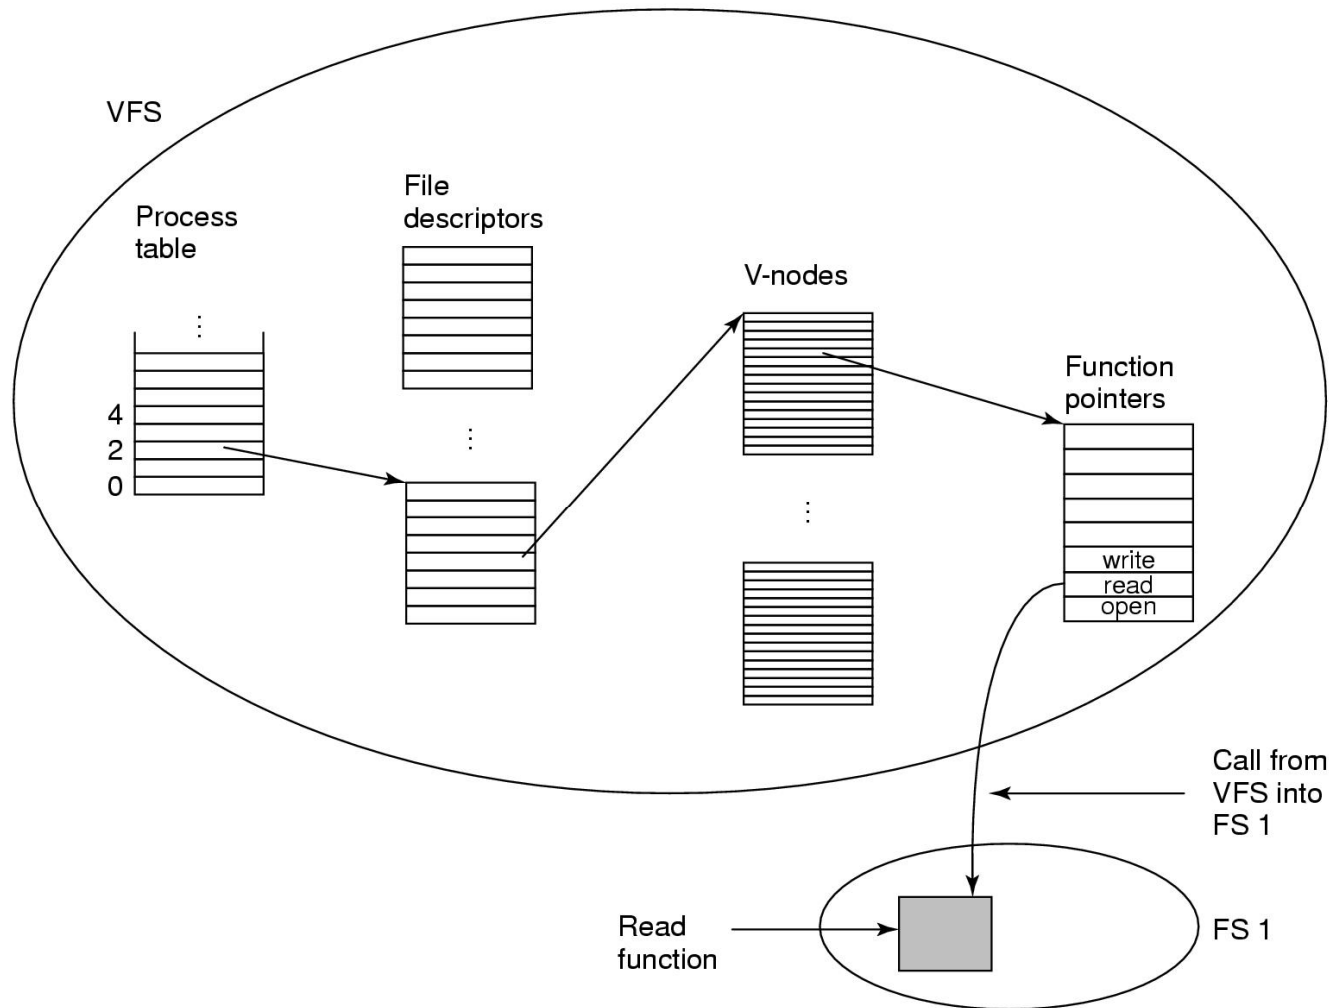 VFS
Process
table
File
descriptors
V-nodes
Function
pointers
4
2
0
write
read
open
Call from
VFS into
FS 1
Read
function
FS 1